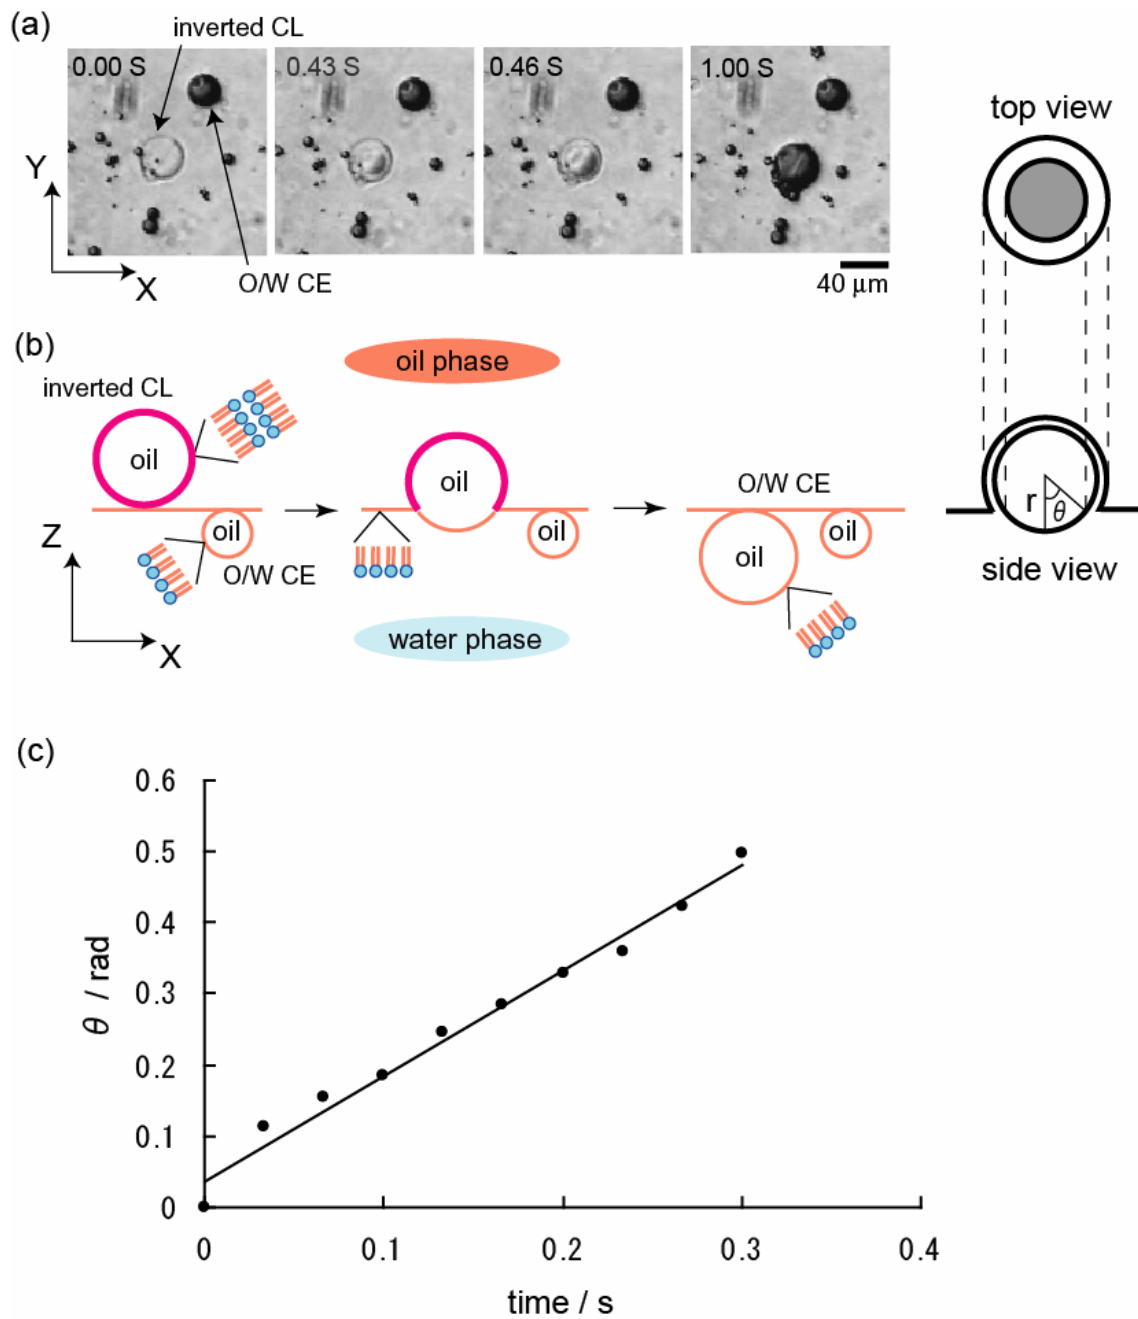 (a)
inverted CL
0.00 S
0.43 S
0.46 S
1.00 S
Y
X
O/W CE
40 μm
top view
(b)
inverted CL
oil phase
oil
oil
O/W CE
Z
oil
oil
oil
oil
O/W CE
X
water phase
r
θ
side view
(c)
0.6
0.5
0.4
0.3
0.2
0.1
0
θ / rad
0
0.1
0.2
0.3
0.4
time / s